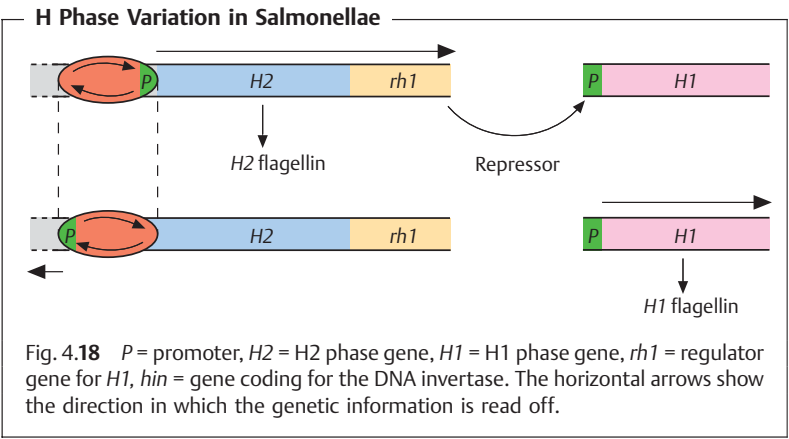 H Phase Variation in Salmonellae
P H2 rh1 P H1
H2 flagellin
Repressor
P H2 rh1 P H1
H1 flagellin
Fig. 4.18 P = promoter, H2 = H2 phase gene, H1 = H1 phase gene, rh1 = regulator
gene for H1, hin = gene coding for the DNA invertase. The horizontal arrows show
the direction in which the genetic information is read off.